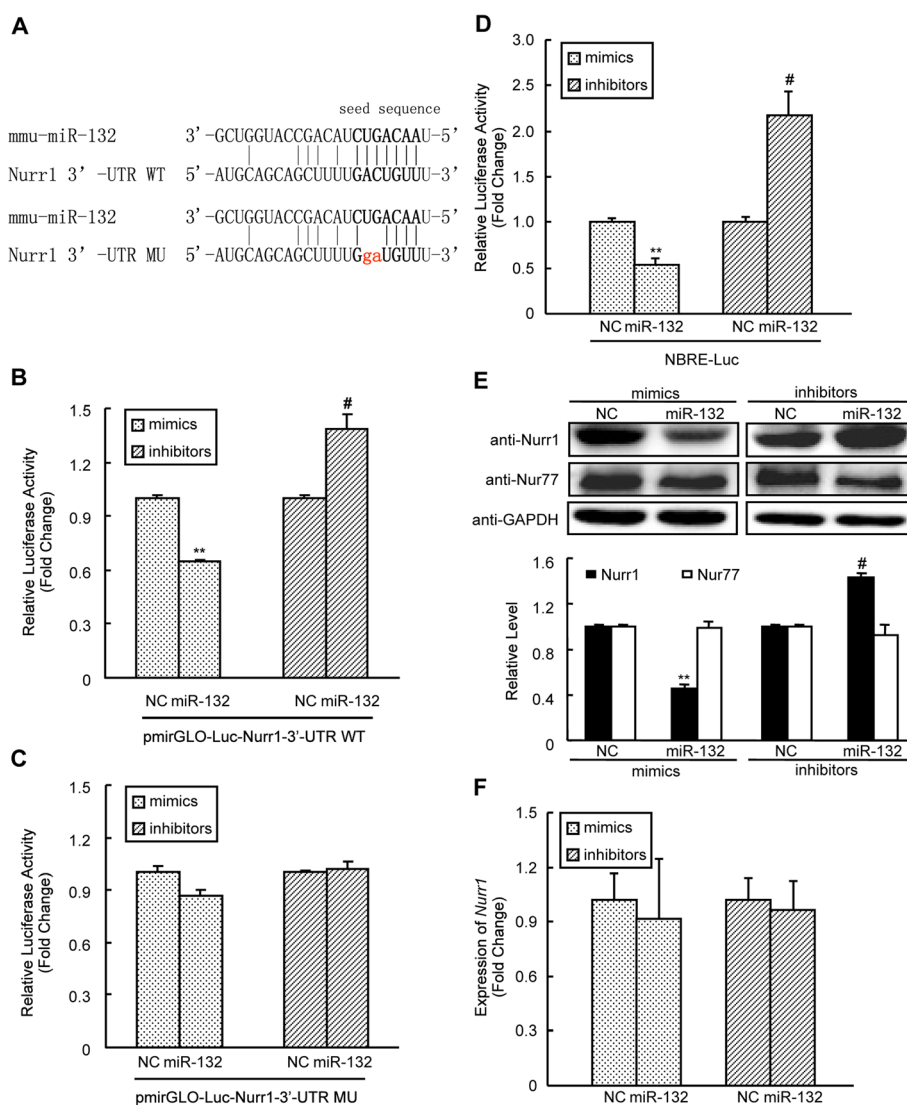 A
seed sequence
mmu-miR-132 3'-GCUGGUACCGACAUCUGACAAU-5'
Nurr1 3' -UTR WT 5'-AUGCAGCAGCUUUUGACUGUUU-3'
mmu-miR-132 3'-GCUGGUACCGACAUCUGACAAU-5'
Nurr1 3' -UTR MU 5'-AUGCAGCAGCUUUUGgaUGUUU-3'
B
Relative Luciferase Activity
(Fold Change)
1.5
1.2
0.9
0.6
0.3
0
mimics
inhibitors
**
#
NC miR-132 NC miR-132
pmirGLO-Luc-Nurr1-3'-UTR WT
C
Relative Luciferase Activity
(Fold Change)
1.5
1.2
0.9
0.6
0.3
0
mimics
inhibitors
NC miR-132 NC miR-132
pmirGLO-Luc-Nurr1-3'-UTR MU
D
Relative Luciferase Activity
(Fold Change)
3.0
2.5
2.0
1.5
1.0
0.5
0
mimics
inhibitors
**
#
NC miR-132 NC miR-132
NBRE-Luc
E
mimics inhibitors
NC miR-132 NC miR-132
anti-Nurr1
anti-Nur77
anti-GAPDH
Relative Level
1.6
1.2
0.8
0.4
0
Nurr1 Nur77
**
#
NC miR-132 NC miR-132
mimics inhibitors
F
Expression of Nurr1
(Fold Change)
1.5
1.2
0.9
0.6
0.3
0
mimics
inhibitors
NC miR-132 NC miR-132